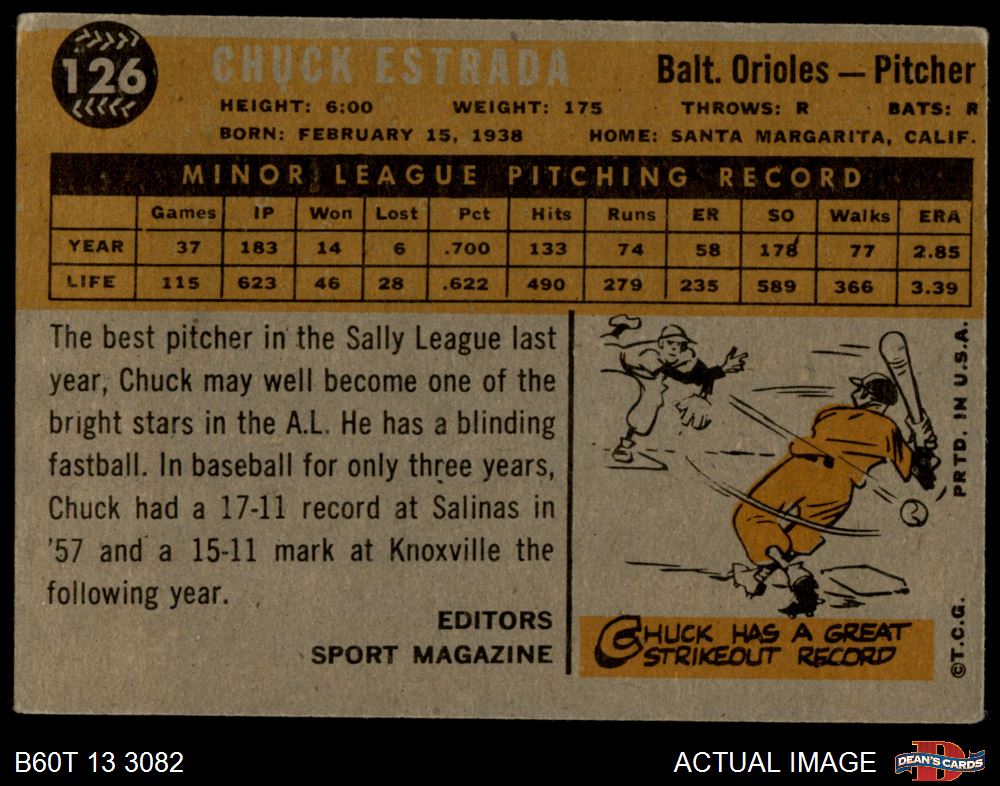 126
CHUCK ESTRADA
Balt. Orioles — Pitcher
HEIGHT: 6:00 WEIGHT: 175 THROWS: R BATS: R
BORN: FEBRUARY 15, 1938 HOME: SANTA MARGARITA, CALIF.
MINOR LEAGUE PITCHING RECORD
Games IP Won Lost Pct Hits Runs ER SO Walks ERA
YEAR 37 183 14 6 .700 133 74 58 178 77 2.85
LIFE 115 623 46 28 .622 490 279 235 589 366 3.39
The best pitcher in the Sally League last
year, Chuck may well become one of the
bright stars in the A.L. He has a blinding
fastball. In baseball for only three years,
Chuck had a 17-11 record at Salinas in
'57 and a 15-11 mark at Knoxville the
following year.
EDITORS
SPORT MAGAZINE
CHUCK HAS A GREAT
STRIKEOUT RECORD
©T.C.G. PRTD. IN U.S.A.
B60T 13 3082
ACTUAL IMAGE
D
DEAN'S CARDS